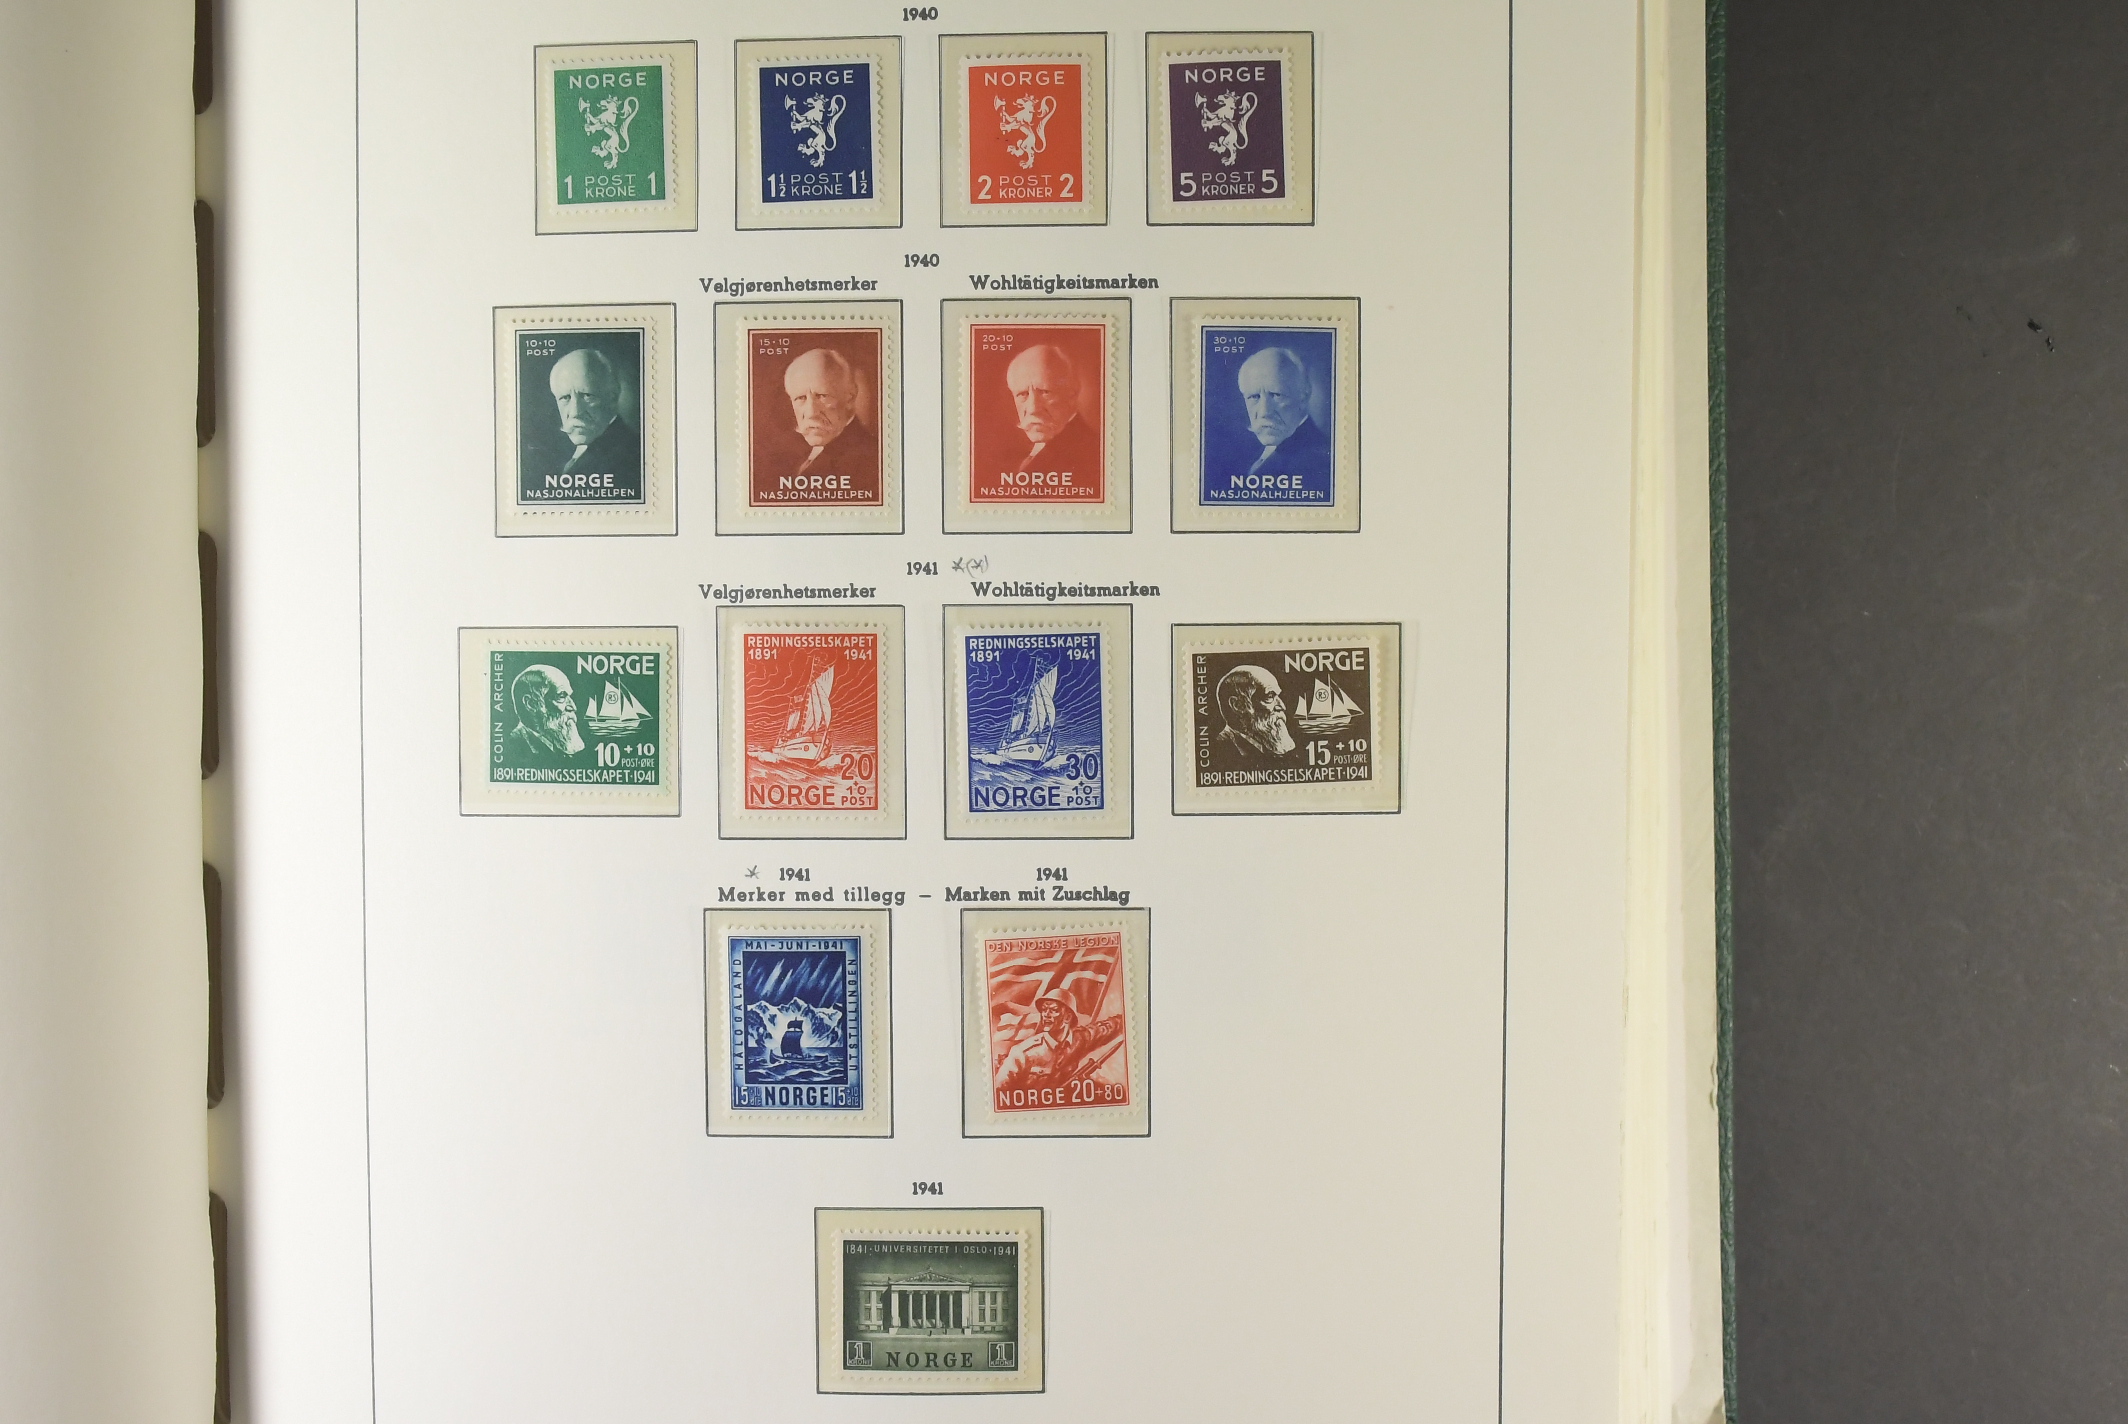 1940
NORGE
1 POST KRONE 1
NORGE
1½ POST KRONE 1½
NORGE
2 POST KRONER 2
NORGE
5 POST KRONER 5
1940
Velgjørenhetsmerker Wohltätigkeitsmarken
10+10
POST
NORGE
NASJONALHJELPEN
15+10
POST
NORGE
NASJONALHJELPEN
20+10
POST
NORGE
NASJONALHJELPEN
30+10
POST
NORGE
NASJONALHJELPEN
1941 *(*)
Velgjørenhetsmerker Wohltätigkeitsmarken
COLIN ARCHER
NORGE
RS
10+10
POST·ØRE
1891·REDNINGSSELSKAPET·1941
REDNINGSSELSKAPET
1891 1941
20
NORGE +10
POST
REDNINGSSELSKAPET
1891 1941
30
NORGE +10
POST
COLIN ARCHER
NORGE
RS
15+10
POST·ØRE
1891·REDNINGSSELSKAPET·1941
* 1941 1941
Merker med tillegg – Marken mit Zuschlag
MAI-JUNI-1941
HÅLOGALAND
UTSTILLINGEN
15 NORGE 15
DEN NORSKE LEGION
NORGE 20+80
1941
1841·UNIVERSITETET I OSLO·1941
1 KRONE NORGE 1 KRONE